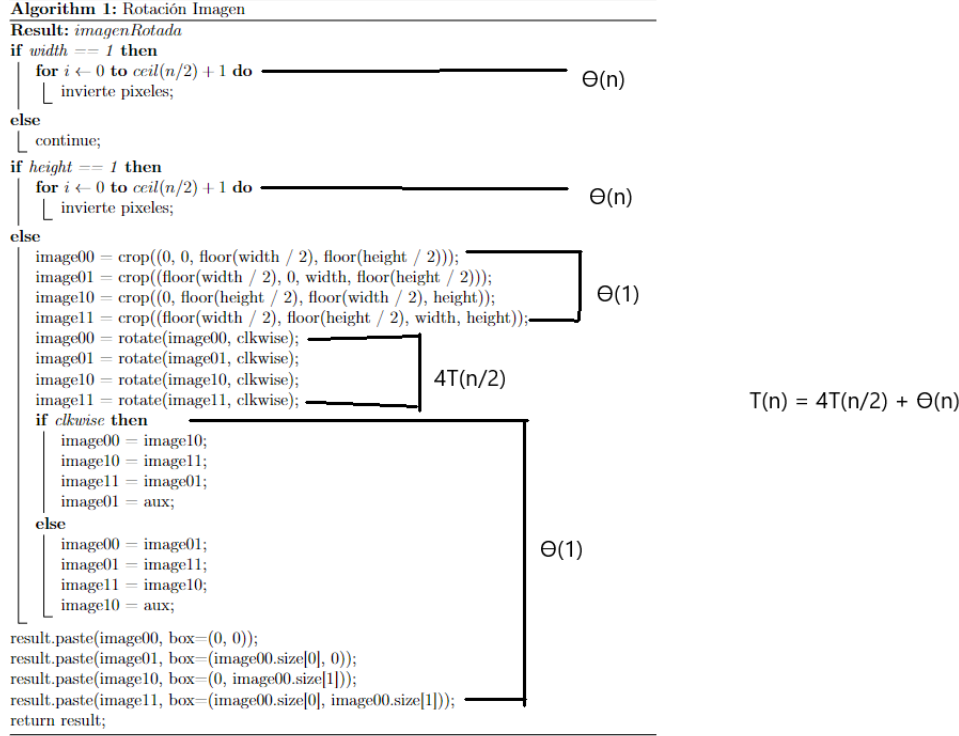 Algorithm 1: Rotación Imagen
Result: imagenRotada
if width == 1 then
for i ← 0 to ceil(n/2) + 1 do
Θ(n)
invierte pixeles;
else
continue;
if height == 1 then
for i ← 0 to ceil(n/2) + 1 do
Θ(n)
invierte pixeles;
else
image00 = crop((0, 0, floor(width / 2), floor(height / 2)));
image01 = crop((floor(width / 2), 0, width, floor(height / 2)));
image10 = crop((0, floor(height / 2), floor(width / 2), height));
Θ(1)
image11 = crop((floor(width / 2), floor(height / 2), width, height));
image00 = rotate(image00, clkwise);
image01 = rotate(image01, clkwise);
image10 = rotate(image10, clkwise);
4T(n/2)
image11 = rotate(image11, clkwise);
T(n) = 4T(n/2) + Θ(n)
if clkwise then
image00 = image10;
image10 = image11;
image11 = image01;
image01 = aux;
else
image00 = image01;
Θ(1)
image01 = image11;
image11 = image10;
image10 = aux;
result.paste(image00, box=(0, 0));
result.paste(image01, box=(image00.size[0], 0));
result.paste(image10, box=(0, image00.size[1]));
result.paste(image11, box=(image00.size[0], image00.size[1]));
return result;